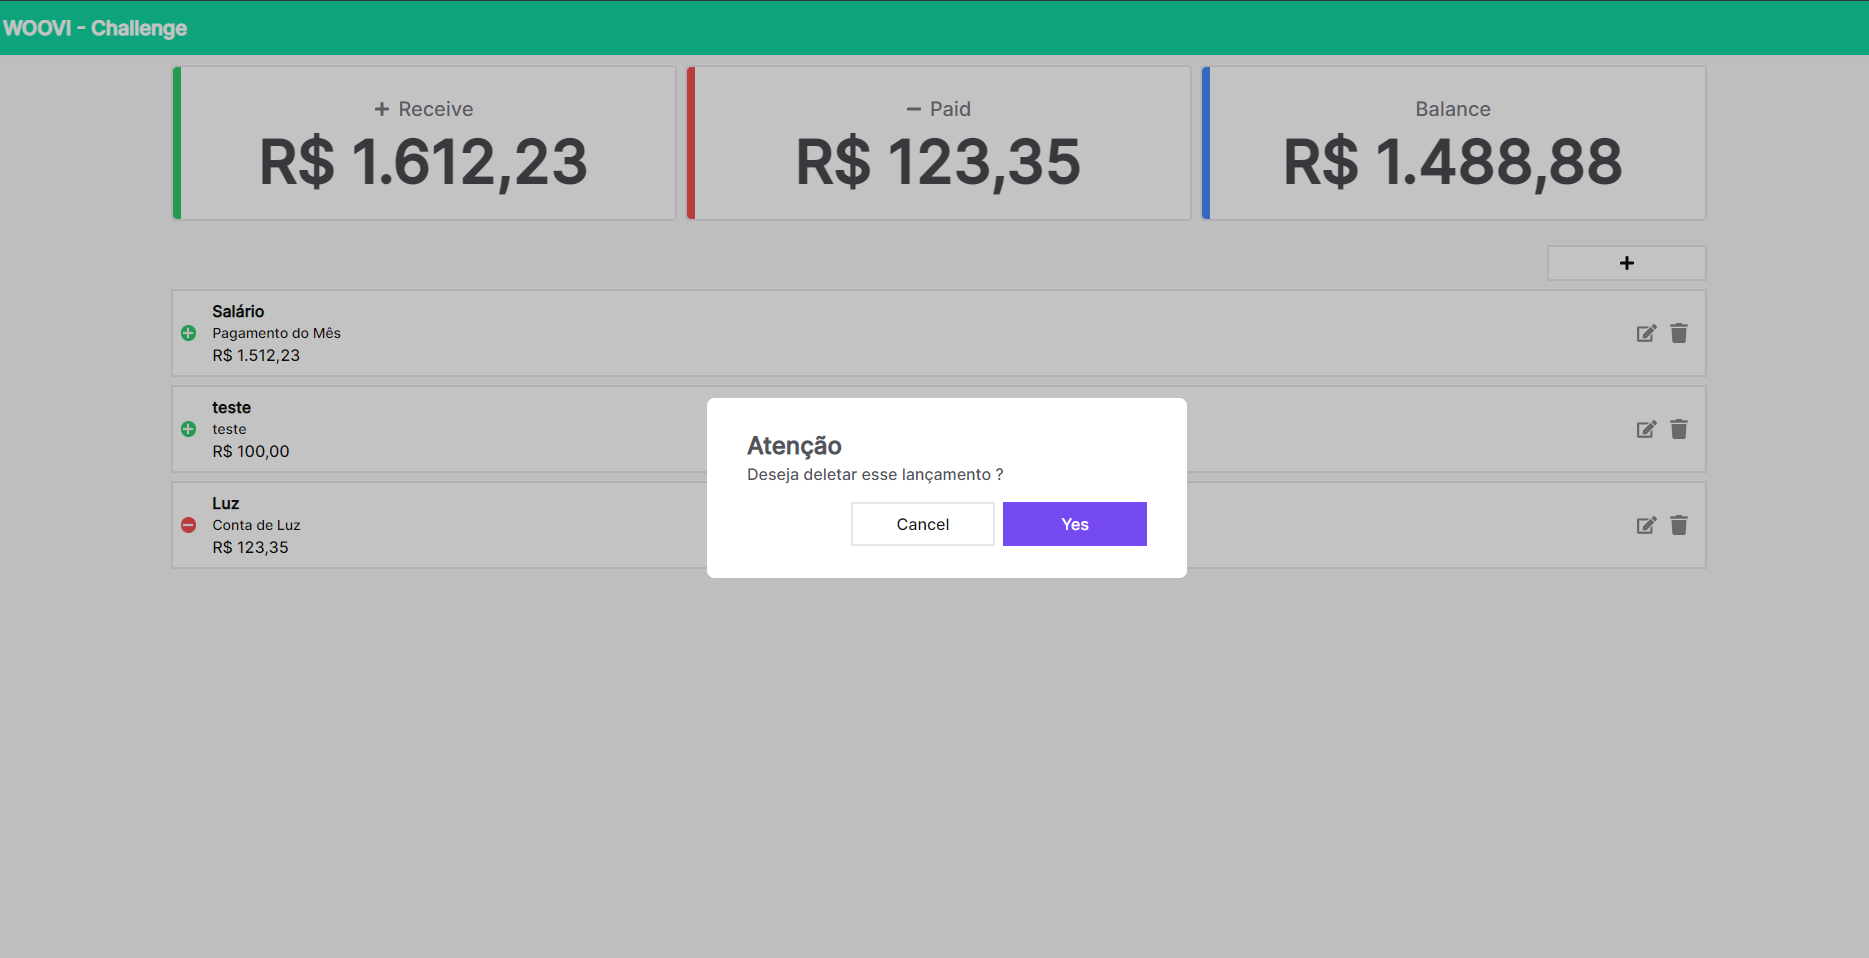 WOOVI - Challenge
+ Receive
R$ 1.612,23
− Paid
R$ 123,35
Balance
R$ 1.488,88
+
Salário
Pagamento do Mês
R$ 1.512,23
teste
teste
R$ 100,00
Luz
Conta de Luz
R$ 123,35
Atenção
Deseja deletar esse lançamento ?
Cancel
Yes